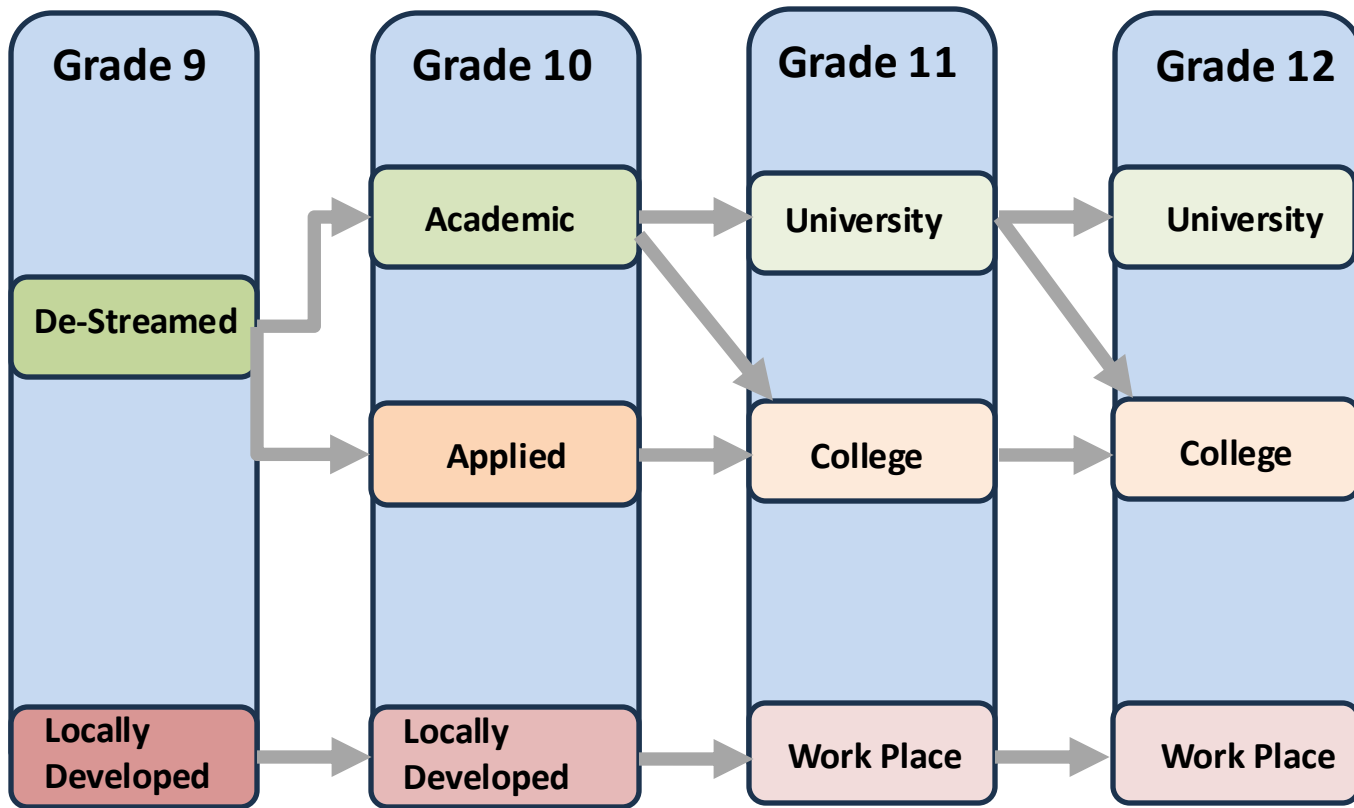 Grade 9
De-Streamed
Locally
Developed
Grade 10
Academic
Applied
Locally
Developed
Grade 11
University
College
Work Place
Grade 12
University
College
Work Place